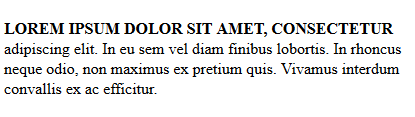 LOREM IPSUM DOLOR SIT AMET, CONSECTETUR
adipiscing elit. In eu sem vel diam finibus lobortis. In rhoncus
neque odio, non maximus ex pretium quis. Vivamus interdum
convallis ex ac efficitur.